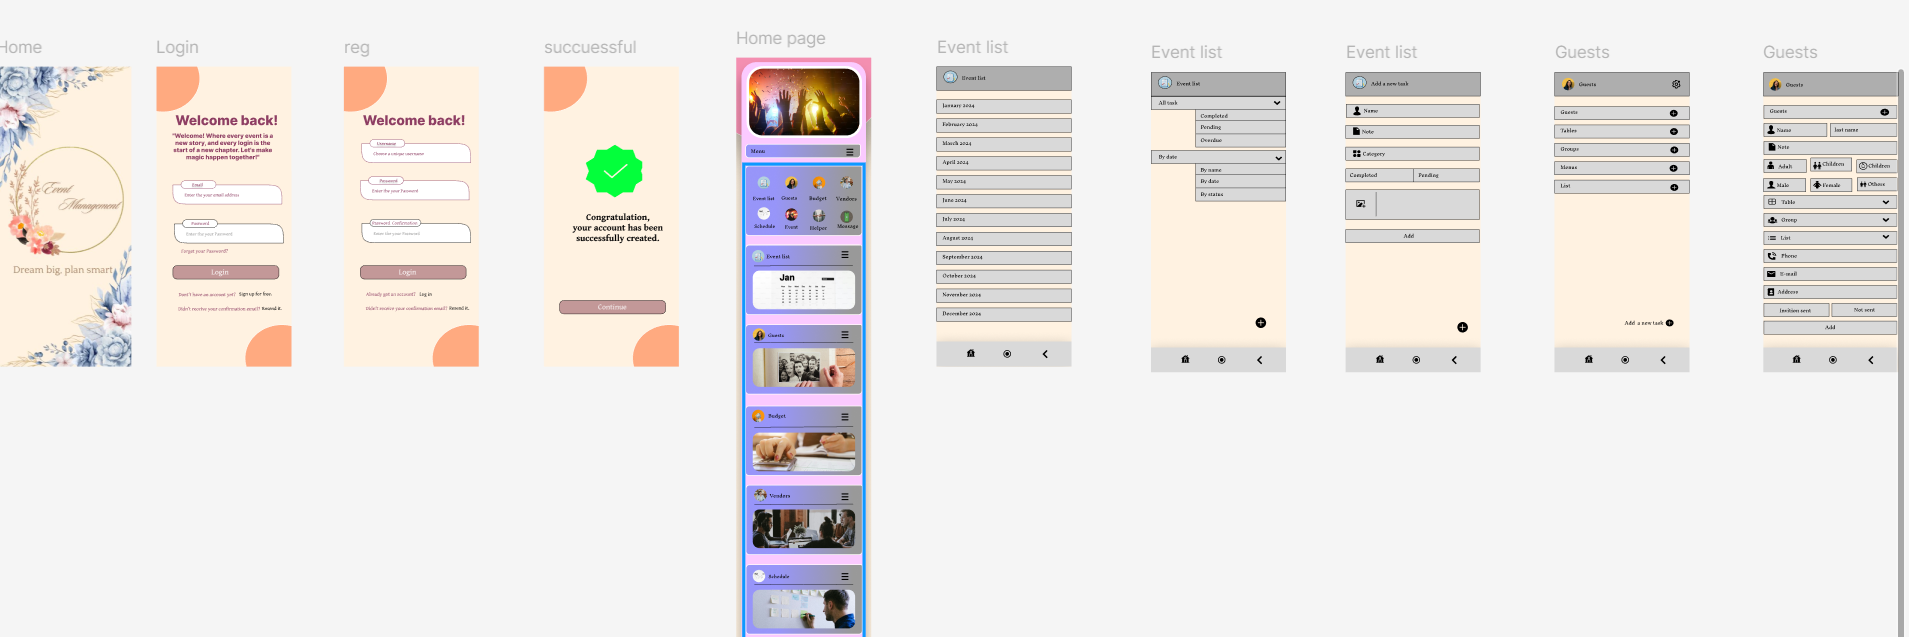 Home
Event
Management
Dream big, plan smart
Login
Welcome back!
"Welcome! Where every event is a
new story, and every login is the
start of a new chapter. Let's make
magic happen together!"
Email
Enter the your email address
Password
Enter the your Password
Forgot your Password?
Login
Don't have an account yet? Sign up for free.
Didn't receive your confirmation email? Resend it.
reg
Welcome back!
Username
Choose a unique username
Password
Enter the your Password
Password Confirmation
Enter the your Password
Login
Already got an account? Log in
Didn't receive your confirmation email? Resend it.
succuessful
Congratulation,
your account has been
successfully created.
Continue
Home page
Menu
Event list Guests Budget Vendors
Schedule Event Helper Message
Event list
Jan
Guests
Budget
Vendors
Schedule
Event list
Event list
January 2024
February 2024
March 2024
April 2024
May 2024
June 2024
July 2024
August 2024
September 2024
October 2024
November 2024
December 2024
Event list
Event list
All task
Completed
Pending
Overdue
By date
By name
By date
By status
Event list
Add a new task
Name
Note
Category
Completed Pending
Add
Guests
Guests
Guests
Tables
Groups
Menus
List
Add a new task
Guests
Guests
Guests
Name last name
Note
Adult Children Children
Male Female Others
Table
Group
List
Phone
E-mail
Address
Invition sent Not sent
Add